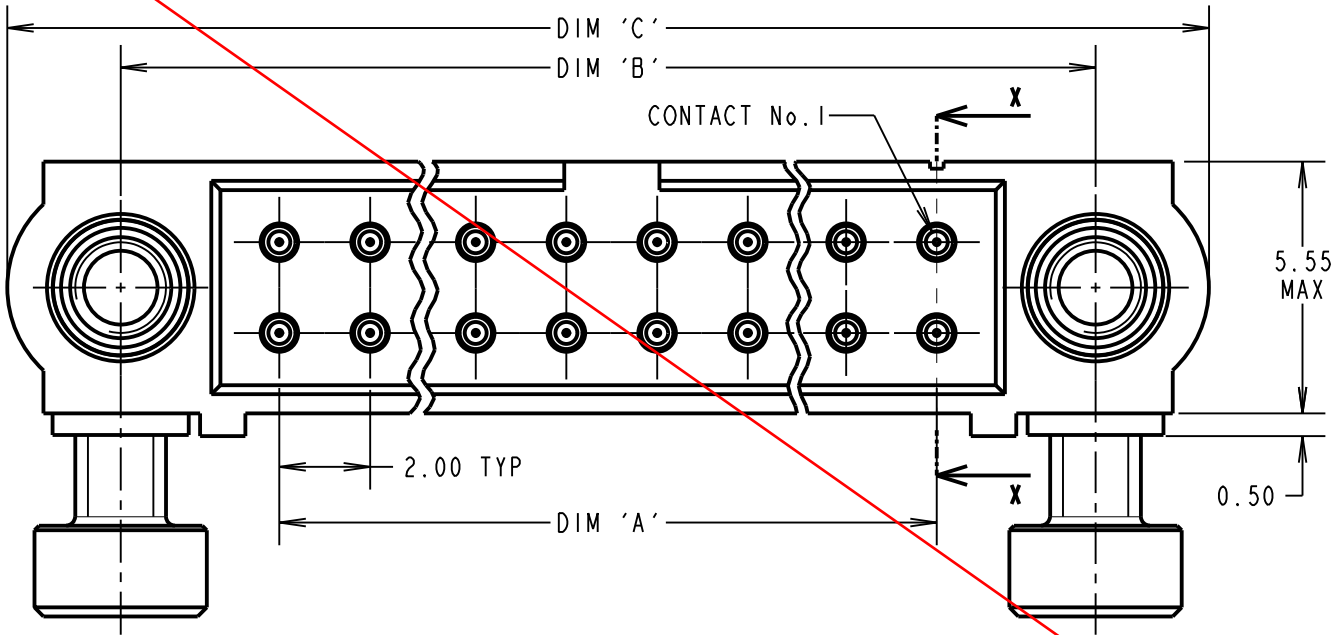 DIM 'C'
DIM 'B'
CONTACT No.1
X
5.55
MAX
2.00 TYP
X
0.50
DIM 'A'